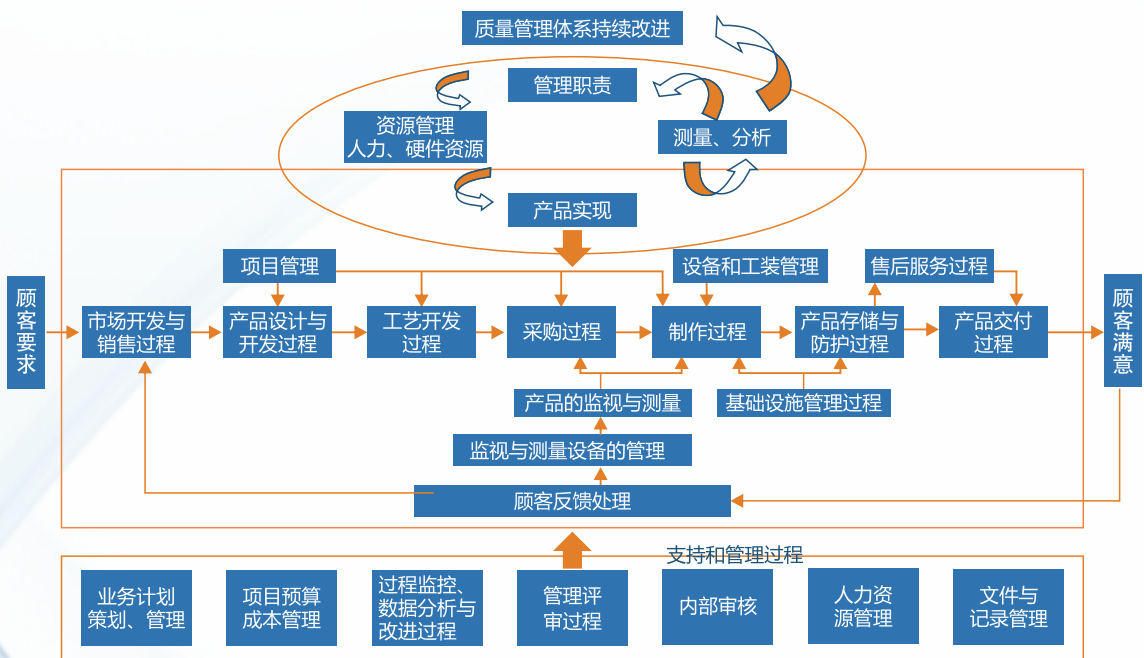 质量管理体系持续改进
管理职责
资源管理
人力、硬件资源
测量、分析
产品实现
项目管理
设备和工装管理
售后服务过程
顾客要求
市场开发与
销售过程
产品设计与
开发过程
工艺开发
过程
采购过程
制作过程
产品存储与
防护过程
产品交付
过程
顾客满意
产品的监视与测量
基础设施管理过程
监视与测量设备的管理
顾客反馈处理
支持和管理过程
业务计划
策划、管理
项目预算
成本管理
过程监控、
数据分析与
改进过程
管理评
审过程
内部审核
人力资
源管理
文件与
记录管理